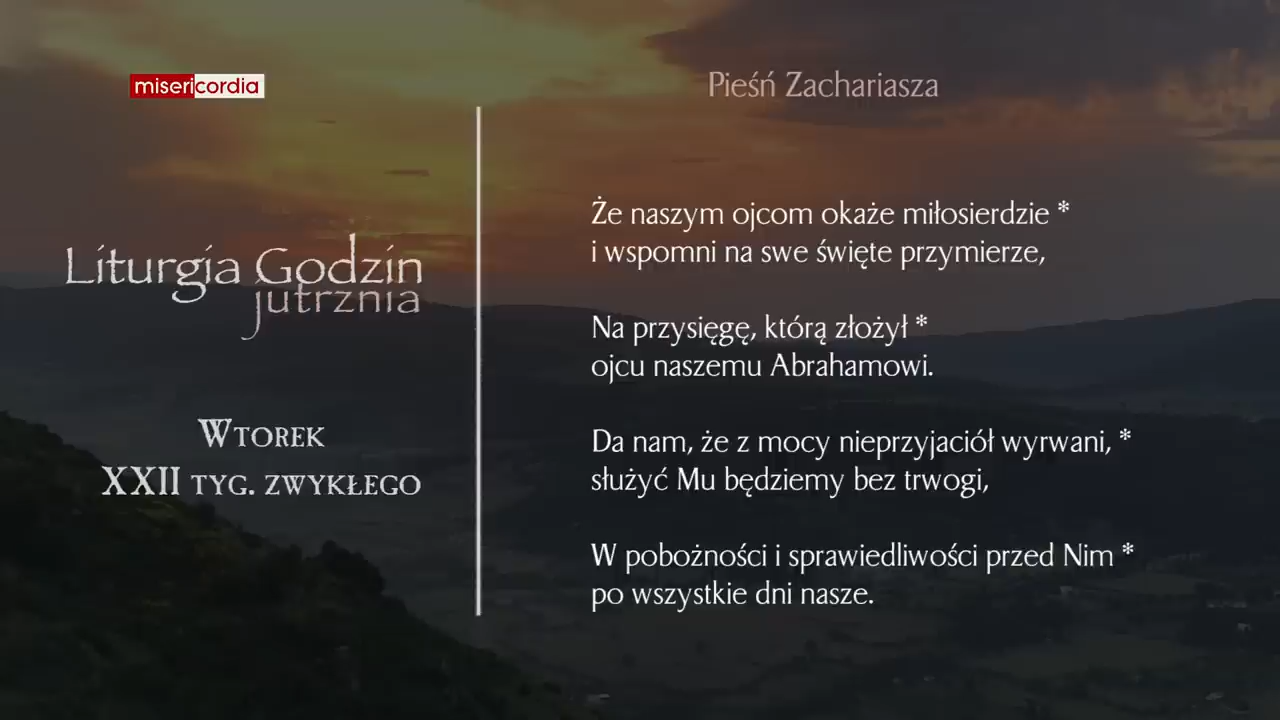 misericordia
Pieśń Zachariasza
Liturgia Godzin
jutrznia
Wtorek
XXII tyg. zwykłego
Że naszym ojcom okaże miłosierdzie *
i wspomni na swe święte przymierze,
Na przysięgę, którą złożył *
ojcu naszemu Abrahamowi.
Da nam, że z mocy nieprzyjaciół wyrwani, *
służyć Mu będziemy bez trwogi,
W pobożności i sprawiedliwości przed Nim *
po wszystkie dni nasze.